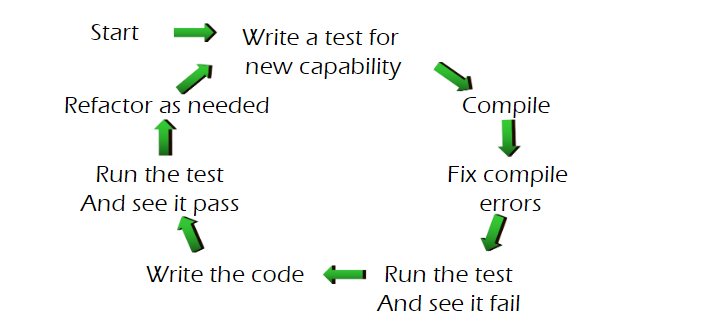 Start
Write a test for
new capability
Compile
Fix compile
errors
Run the test
And see it fail
Write the code
Run the test
And see it pass
Refactor as needed